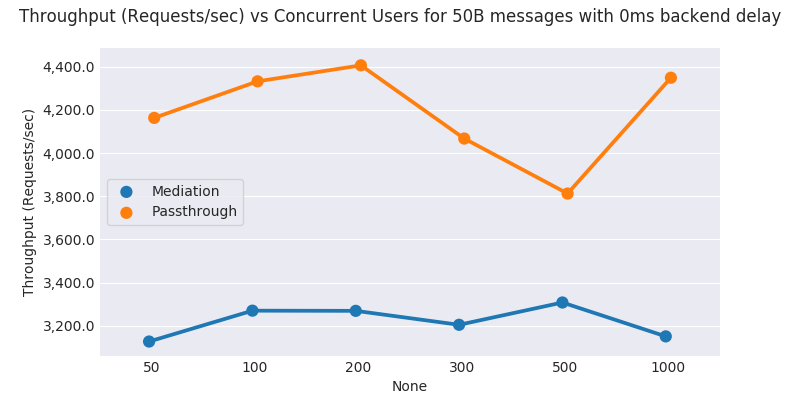 Throughput (Requests/sec) vs Concurrent Users for 50B messages with 0ms backend delay
Throughput (Requests/sec)
4,400.0
4,200.0
4,000.0
3,800.0
3,600.0
3,400.0
3,200.0
Mediation
Passthrough
50 100 200 300 500 1000
None